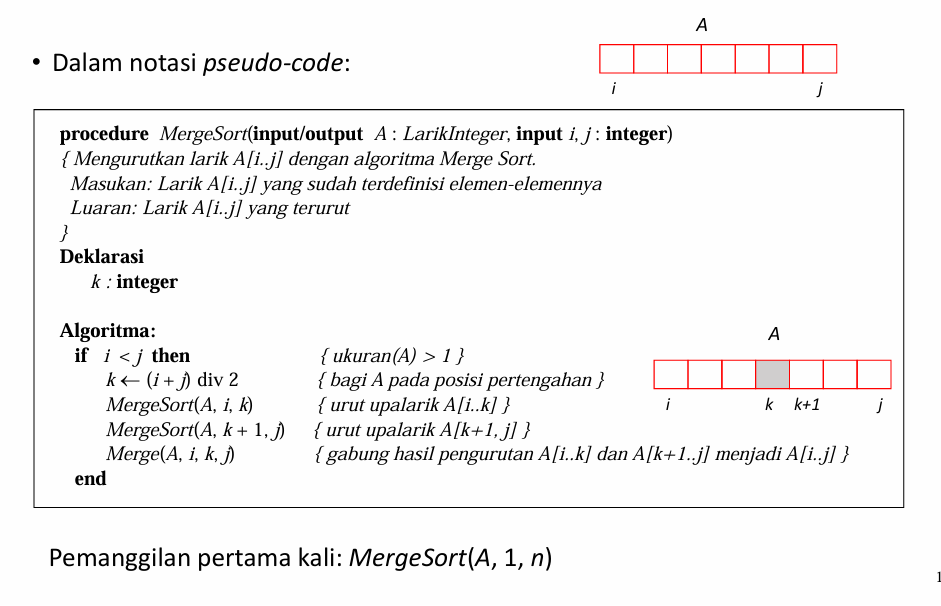 A
• Dalam notasi pseudo-code:
i j
procedure MergeSort(input/output A : LarikInteger, input i, j : integer)
{ Mengurutkan larik A[i..j] dengan algoritma Merge Sort.
Masukan: Larik A[i..j] yang sudah terdefinisi elemen-elemennya
Luaran: Larik A[i..j] yang terurut
}
Deklarasi
k : integer
Algoritma:
if i < j then { ukuran(A) > 1 }
k ← (i + j) div 2 { bagi A pada posisi pertengahan }
MergeSort(A, i, k) { urut upalarik A[i..k] }
MergeSort(A, k + 1, j) { urut upalarik A[k+1, j] }
Merge(A, i, k, j) { gabung hasil pengurutan A[i..k] dan A[k+1..j] menjadi A[i..j] }
end
A
i k k+1 j
Pemanggilan pertama kali: MergeSort(A, 1, n)